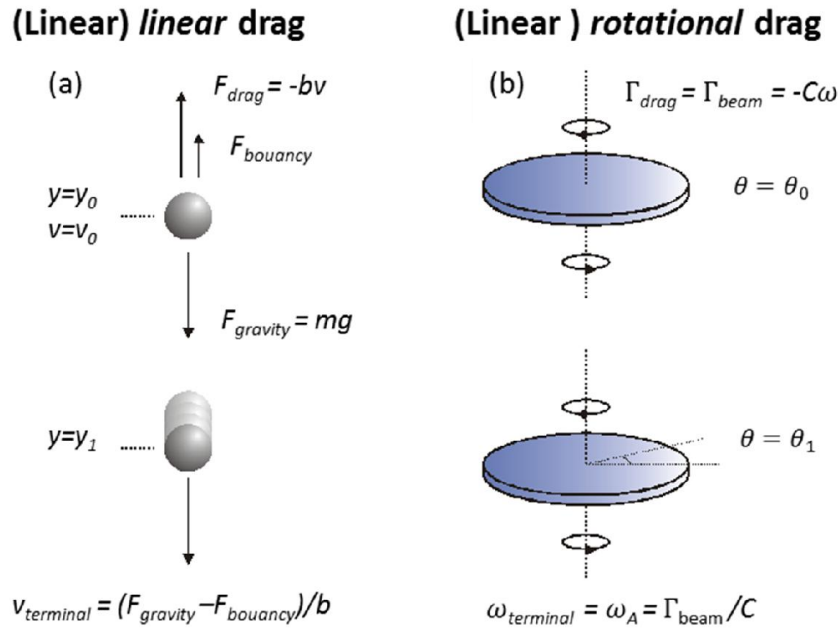 (Linear) linear drag
(a)
F_drag = -bv
F_bouancy
y=y_0
v=v_0
F_gravity = mg
y=y_1
v_terminal = (F_gravity – F_bouancy)/b
(Linear ) rotational drag
(b)
Γ_drag = Γ_beam = -Cω
θ = θ_0
θ = θ_1
ω_terminal = ω_A = Γ_beam /C